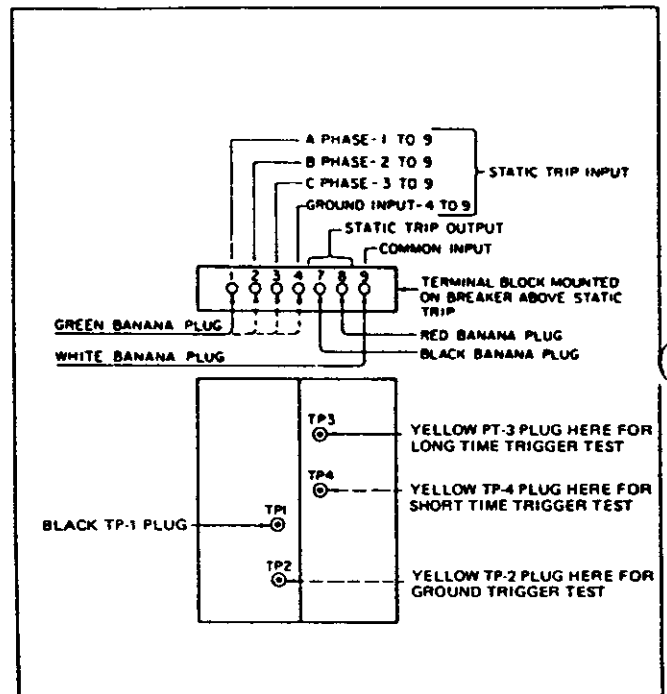 A PHASE-1 TO 9
B PHASE-2 TO 9
C PHASE-3 TO 9
GROUND INPUT-4 TO 9
STATIC TRIP INPUT
STATIC TRIP OUTPUT
COMMON INPUT
2 3 4 7 8 9
TERMINAL BLOCK MOUNTED
ON BREAKER ABOVE STATIC
TRIP
GREEN BANANA PLUG
WHITE BANANA PLUG
RED BANANA PLUG
BLACK BANANA PLUG
TP3
YELLOW PT-3 PLUG HERE FOR
LONG TIME TRIGGER TEST
TP4
YELLOW TP-4 PLUG HERE FOR
SHORT TIME TRIGGER TEST
BLACK TP-1 PLUG
TP1
TP2
YELLOW TP-2 PLUG HERE FOR
GROUND TRIGGER TEST